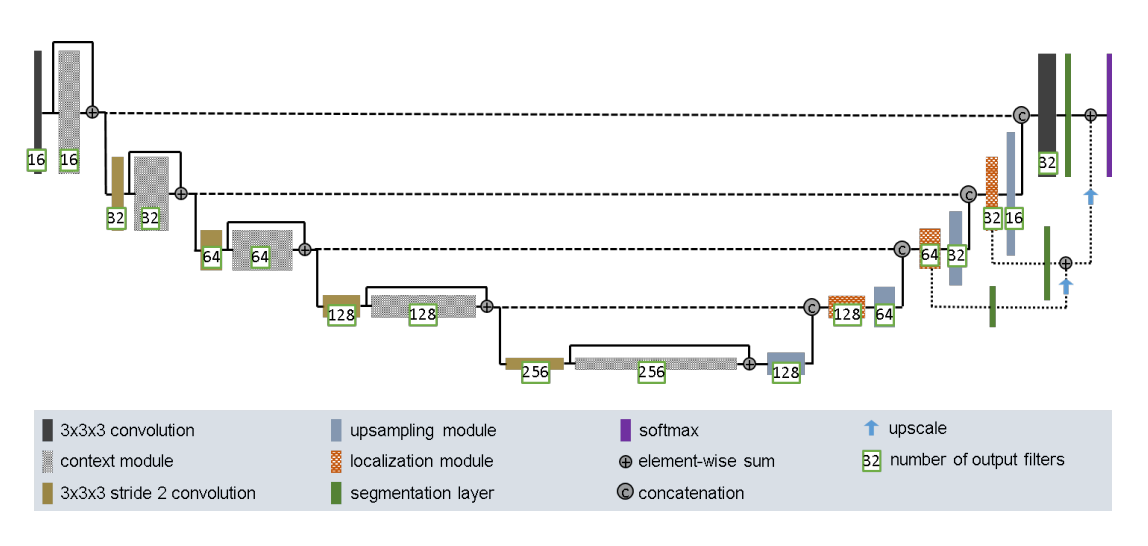 16
16
32
32
32
32
16
64
64
64
32
128
128
128
64
256
256
128
C
C
C
C
3x3x3 convolution
upsampling module
softmax
upscale
context module
localization module
element-wise sum
32
number of output filters
3x3x3 stride 2 convolution
segmentation layer
C
concatenation